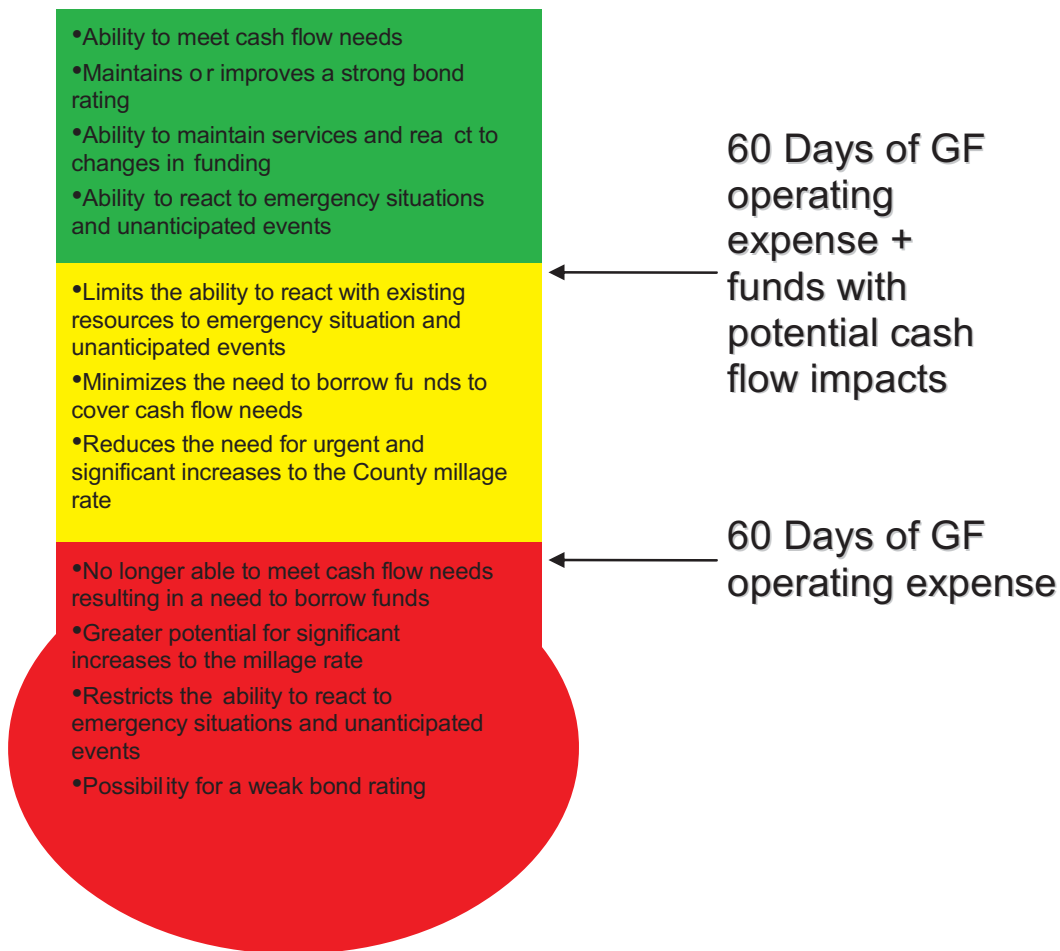 •Ability to meet cash flow needs
•Maintains or improves a strong bond
rating
•Ability to maintain services and rea ct to
changes in funding
•Ability to react to emergency situations
and unanticipated events
60 Days of GF
operating
expense +
funds with
potential cash
flow impacts
•Limits the ability to react with existing
resources to emergency situation and
unanticipated events
•Minimizes the need to borrow fu nds to
cover cash flow needs
•Reduces the need for urgent and
significant increases to the County millage
rate
60 Days of GF
operating expense
•No longer able to meet cash flow needs
resulting in a need to borrow funds
•Greater potential for significant
increases to the millage rate
•Restricts the ability to react to
emergency situations and unanticipated
events
•Possibility for a weak bond rating